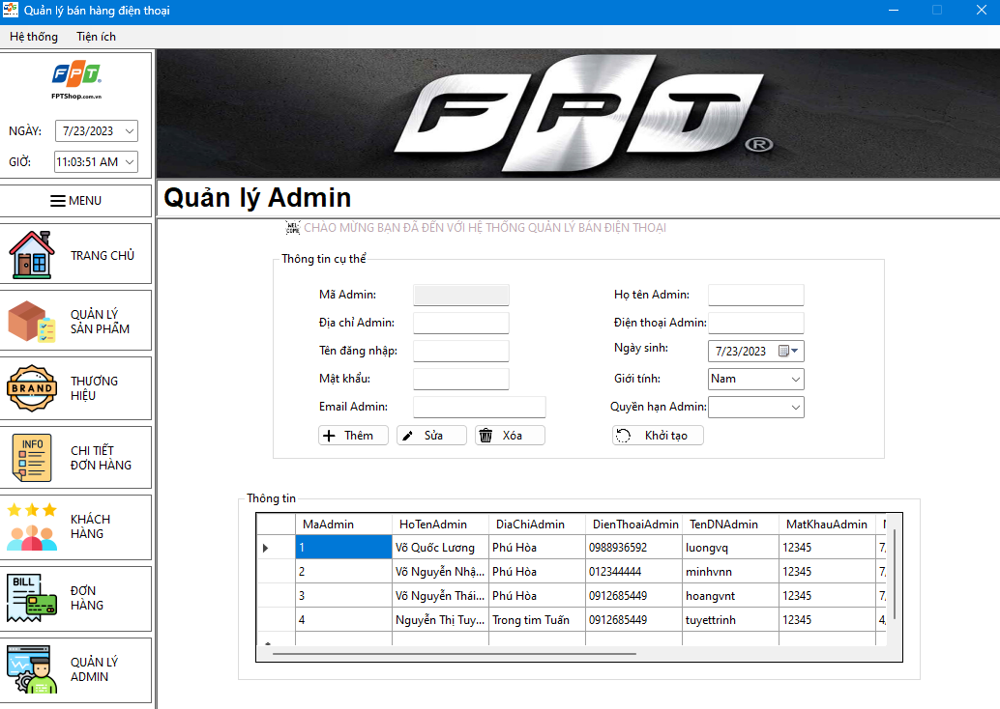 Quản lý bán hàng điện thoại
Hệ thống Tiện ích
FPT
FPTShop.com.vn
NGÀY: 7/23/2023
GIỜ: 11:03:51 AM
FPT ®
MENU
Quản lý Admin
WELCOME CHÀO MỪNG BẠN ĐÃ ĐẾN VỚI HỆ THỐNG QUẢN LÝ BÁN ĐIỆN THOẠI
TRANG CHỦ
QUẢN LÝ
SẢN PHẨM
BRAND THƯƠNG
HIỆU
INFO CHI TIẾT
ĐƠN HÀNG
KHÁCH
HÀNG
BILL ĐƠN
HÀNG
QUẢN LÝ
ADMIN
Thông tin cụ thể
Mã Admin: Họ tên Admin:
Địa chỉ Admin: Điện thoại Admin:
Tên đăng nhập: Ngày sinh: 7/23/2023
Mật khẩu: Giới tính: Nam
Email Admin: Quyền hạn Admin:
Thêm Sửa Xóa Khởi tạo
Thông tin
MaAdmin HoTenAdmin DiaChiAdmin DienThoaiAdmin TenDNAdmin MatKhauAdmin
1 Võ Quốc Lương Phú Hòa 0988936592 luongvq 12345 7/
2 Võ Nguyễn Nhậ... Phú Hòa 012344444 minhvnn 12345 7/
3 Võ Nguyễn Thái... Phú Hòa 0912685449 hoangvnt 12345 7/
4 Nguyễn Thị Tuy... Trong tim Tuấn 0912685449 tuyettrinh 12345 4/